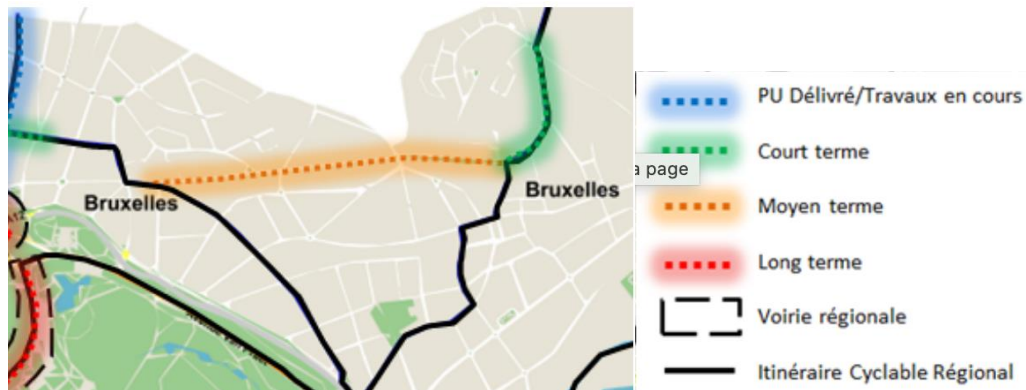 Bruxelles
Bruxelles
PU Délivré/Travaux en cours
Court terme
a page
Moyen terme
Long terme
Voirie régionale
Itinéraire Cyclable Régional